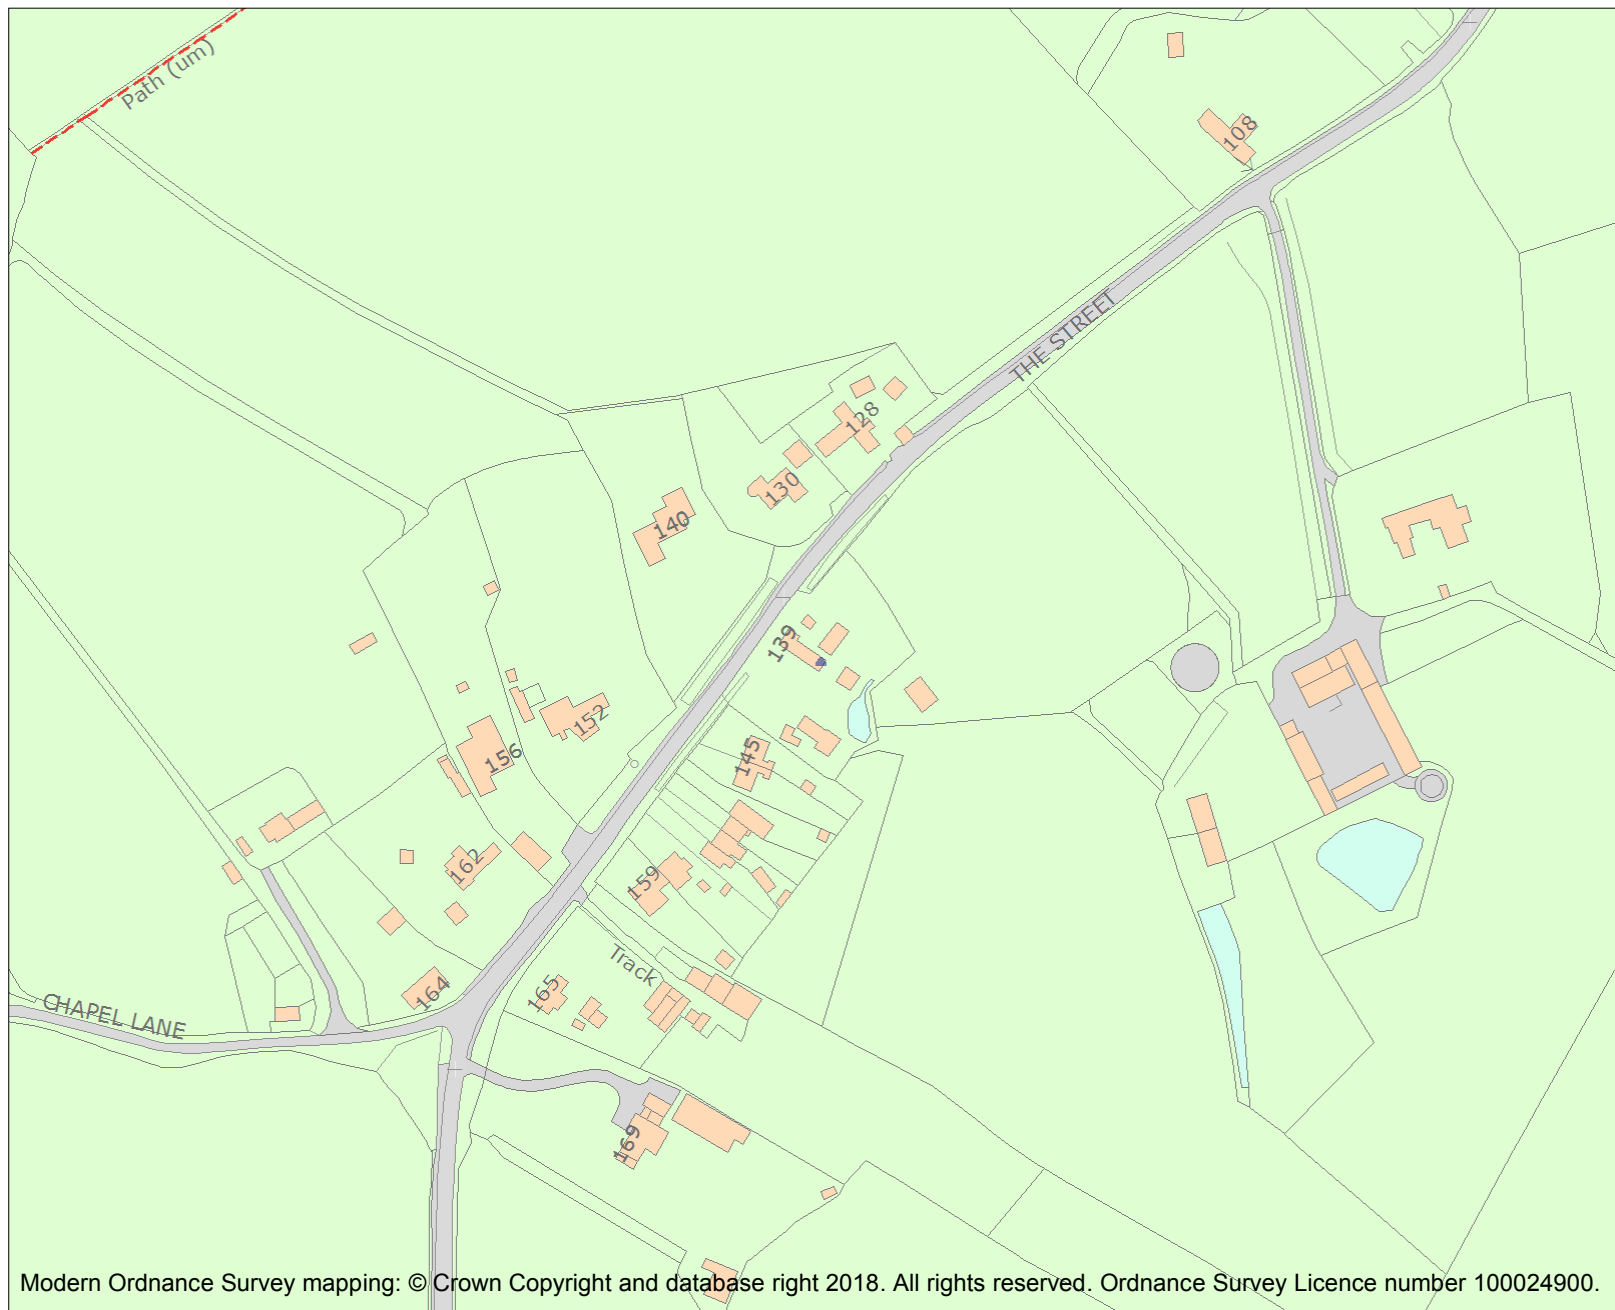 Path (um)
108
THE STREET
128
130
140
139
152
145
156
162
159
Track
165
164
CHAPEL LANE
169
Modern Ordnance Survey mapping: © Crown Copyright and database right 2018. All rights reserved. Ordnance Survey Licence number 100024900.